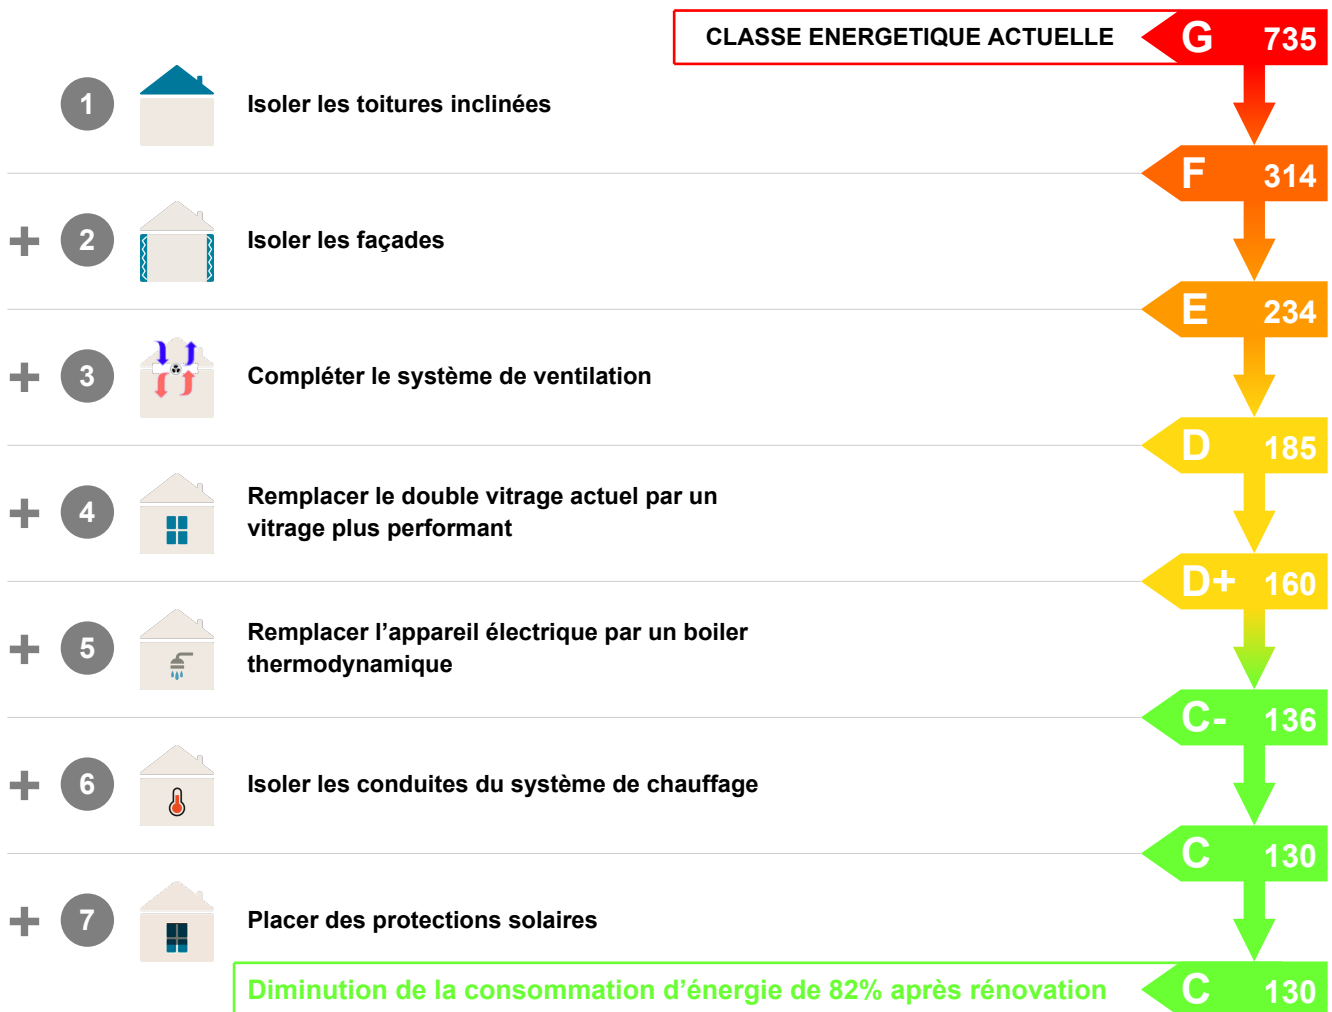 CLASSE ENERGETIQUE ACTUELLE G 735
1 Isoler les toitures inclinées
F 314
+ 2 Isoler les façades
E 234
+ 3 Compléter le système de ventilation
D 185
+ 4 Remplacer le double vitrage actuel par un
vitrage plus performant
D+ 160
+ 5 Remplacer l’appareil électrique par un boiler
thermodynamique
C- 136
+ 6 Isoler les conduites du système de chauffage
C 130
+ 7 Placer des protections solaires
Diminution de la consommation d’énergie de 82% après rénovation C 130